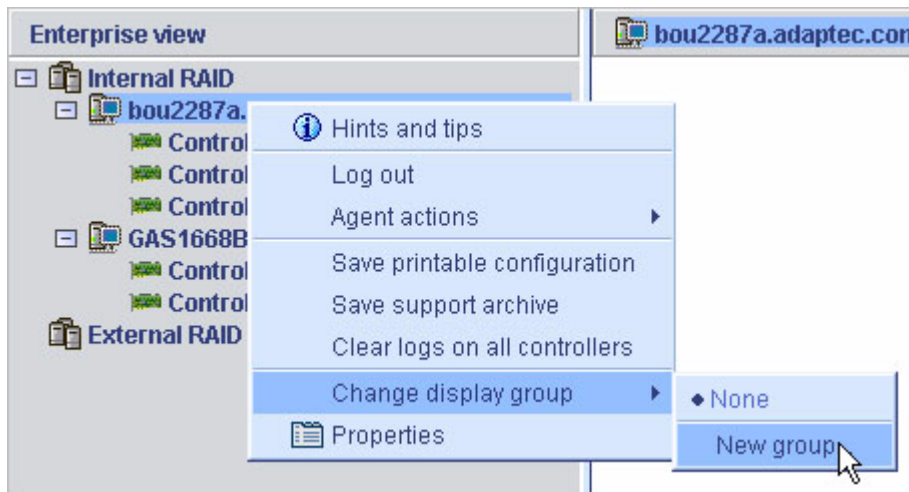 Enterprise view
bou2287a.adaptec.com
Internal RAID
bou2287a.
Control
Control
Control
GAS1668B
Control
Control
External RAID
Hints and tips
Log out
Agent actions
Save printable configuration
Save support archive
Clear logs on all controllers
Change display group
Properties
None
New group